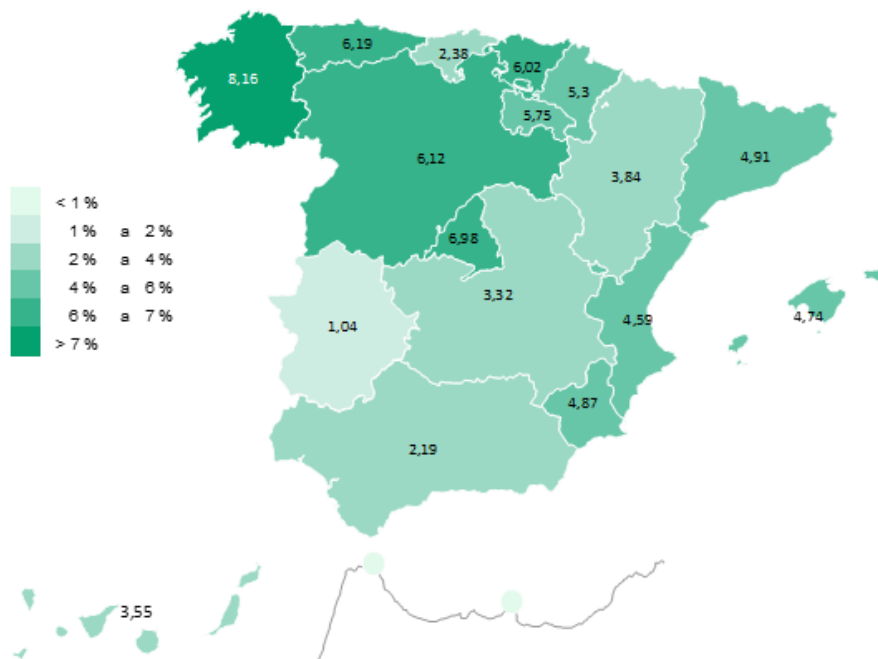 6,19
2,38
6,02
8,16
5,3
5,75
6,12
4,91
3,84
< 1 %
1 % a 2 %
2 % a 4 %
4 % a 6 %
6 % a 7 %
> 7 %
6,98
3,32
1,04
4,59
4,74
4,87
2,19
3,55